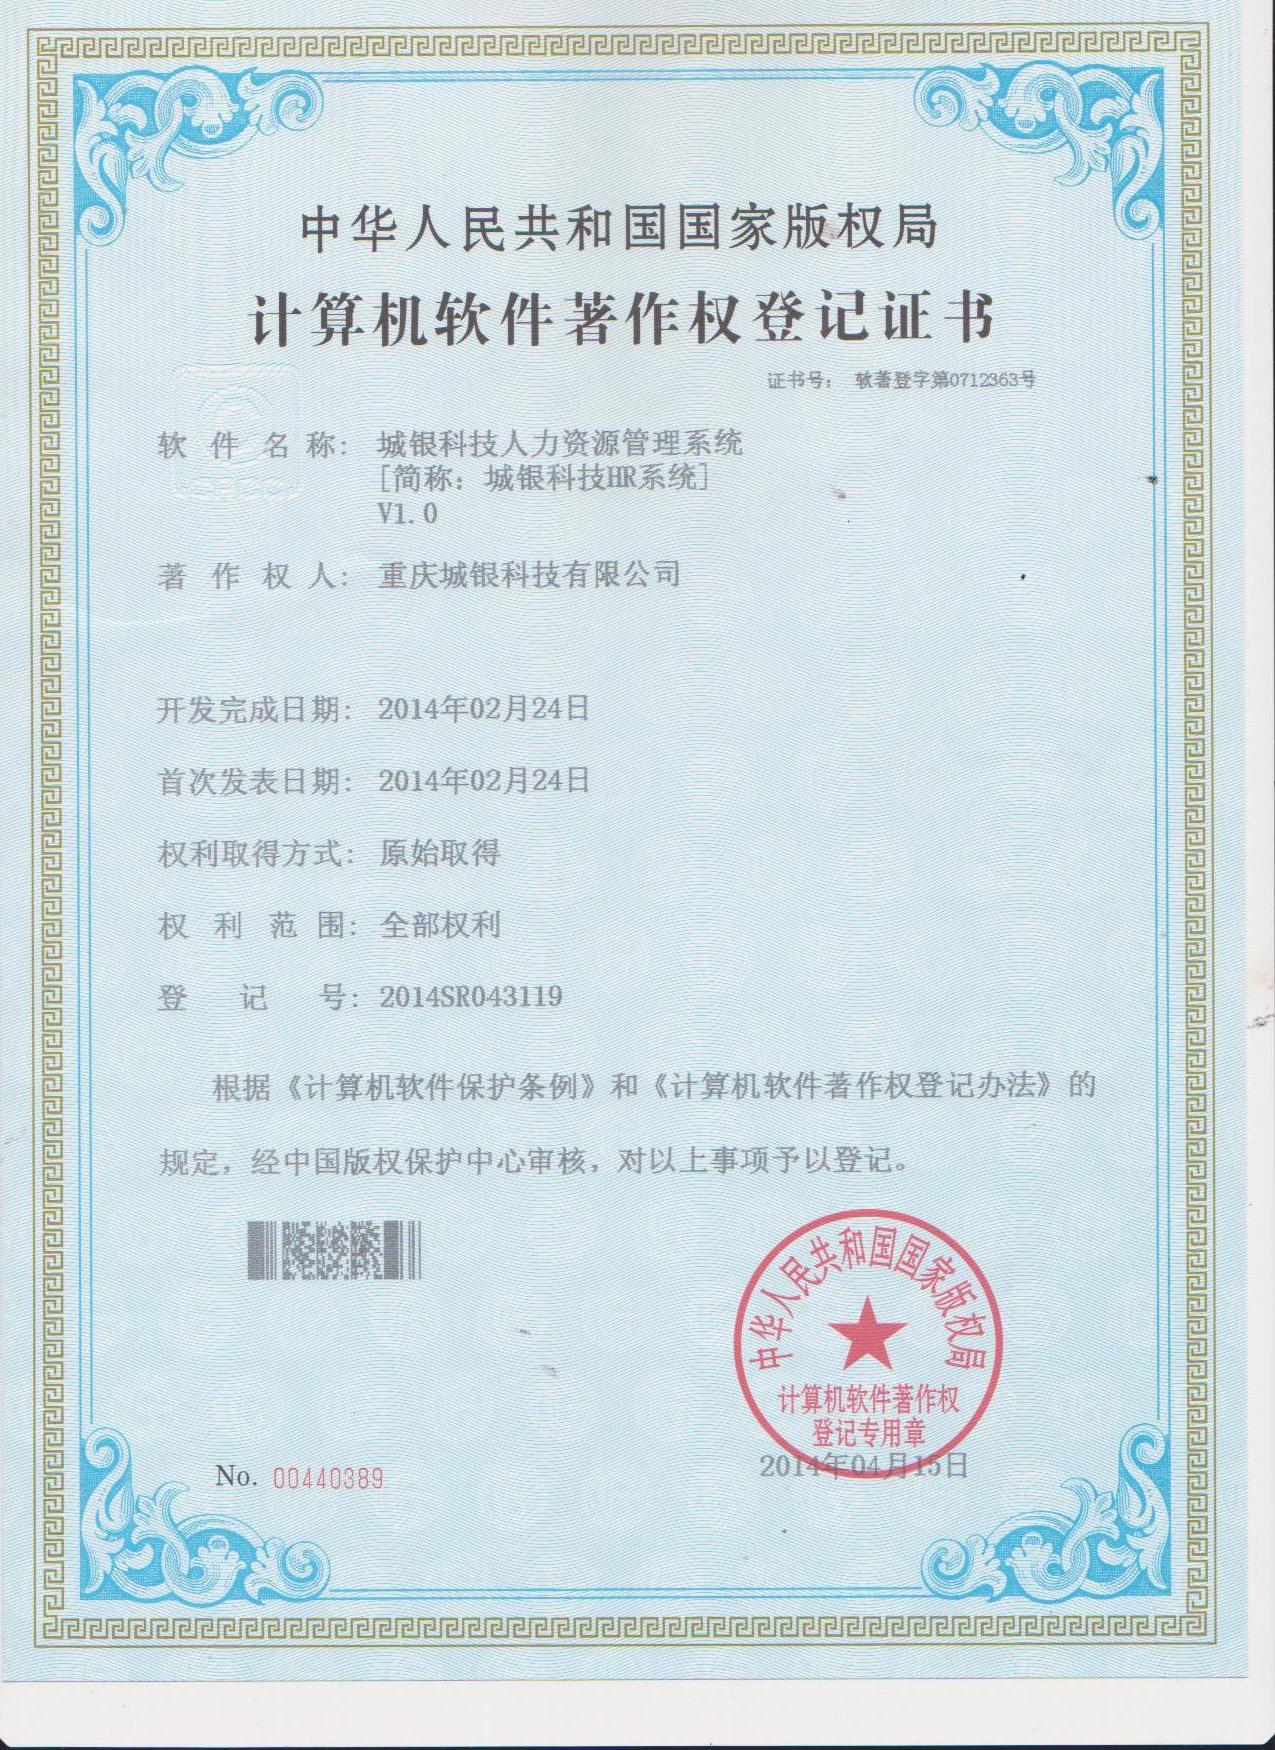 中华人民共和国国家版权局
计算机软件著作权登记证书
证书号： 软著登字第0712363号
软件名称： 城银科技人力资源管理系统
[简称：城银科技HR系统]
V1.0
著作权人： 重庆城银科技有限公司
开发完成日期： 2014年02月24日
首次发表日期： 2014年02月24日
权利取得方式： 原始取得
权利范围： 全部权利
登记号： 2014SR043119
根据《计算机软件保护条例》和《计算机软件著作权登记办法》的
规定，经中国版权保护中心审核，对以上事项予以登记。
中华人民共和国国家版权局
计算机软件著作权
登记专用章
2014年04月15日
No. 00440389